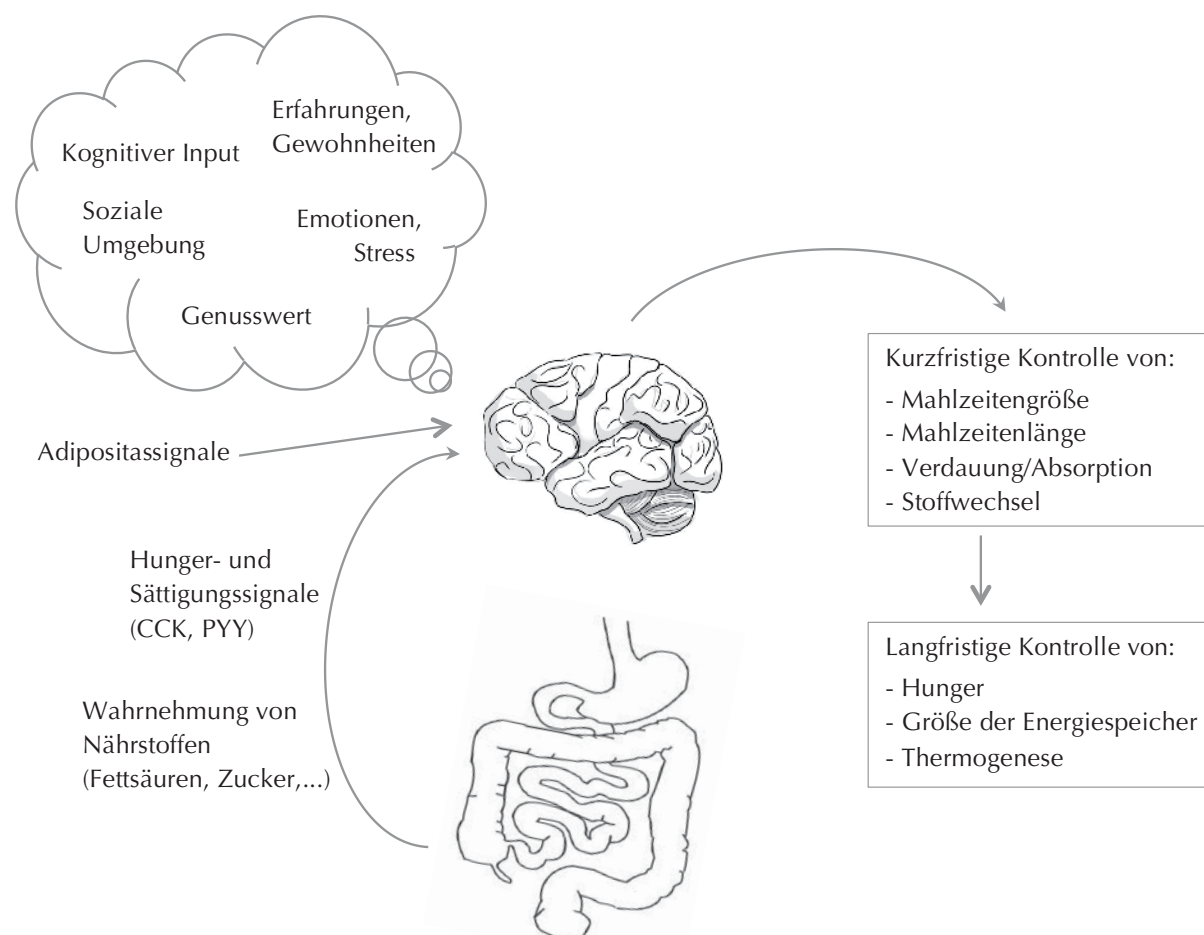 Erfahrungen,
Gewohnheiten
Kognitiver Input
Soziale
Umgebung
Emotionen,
Stress
Genusswert
Adipositassignale
Hunger- und
Sättigungssignale
(CCK, PYY)
Wahrnehmung von
Nährstoffen
(Fettsäuren, Zucker,...)
Kurzfristige Kontrolle von:
- Mahlzeitengröße
- Mahlzeitenlänge
- Verdauung/Absorption
- Stoffwechsel
Langfristige Kontrolle von:
- Hunger
- Größe der Energiespeicher
- Thermogenese